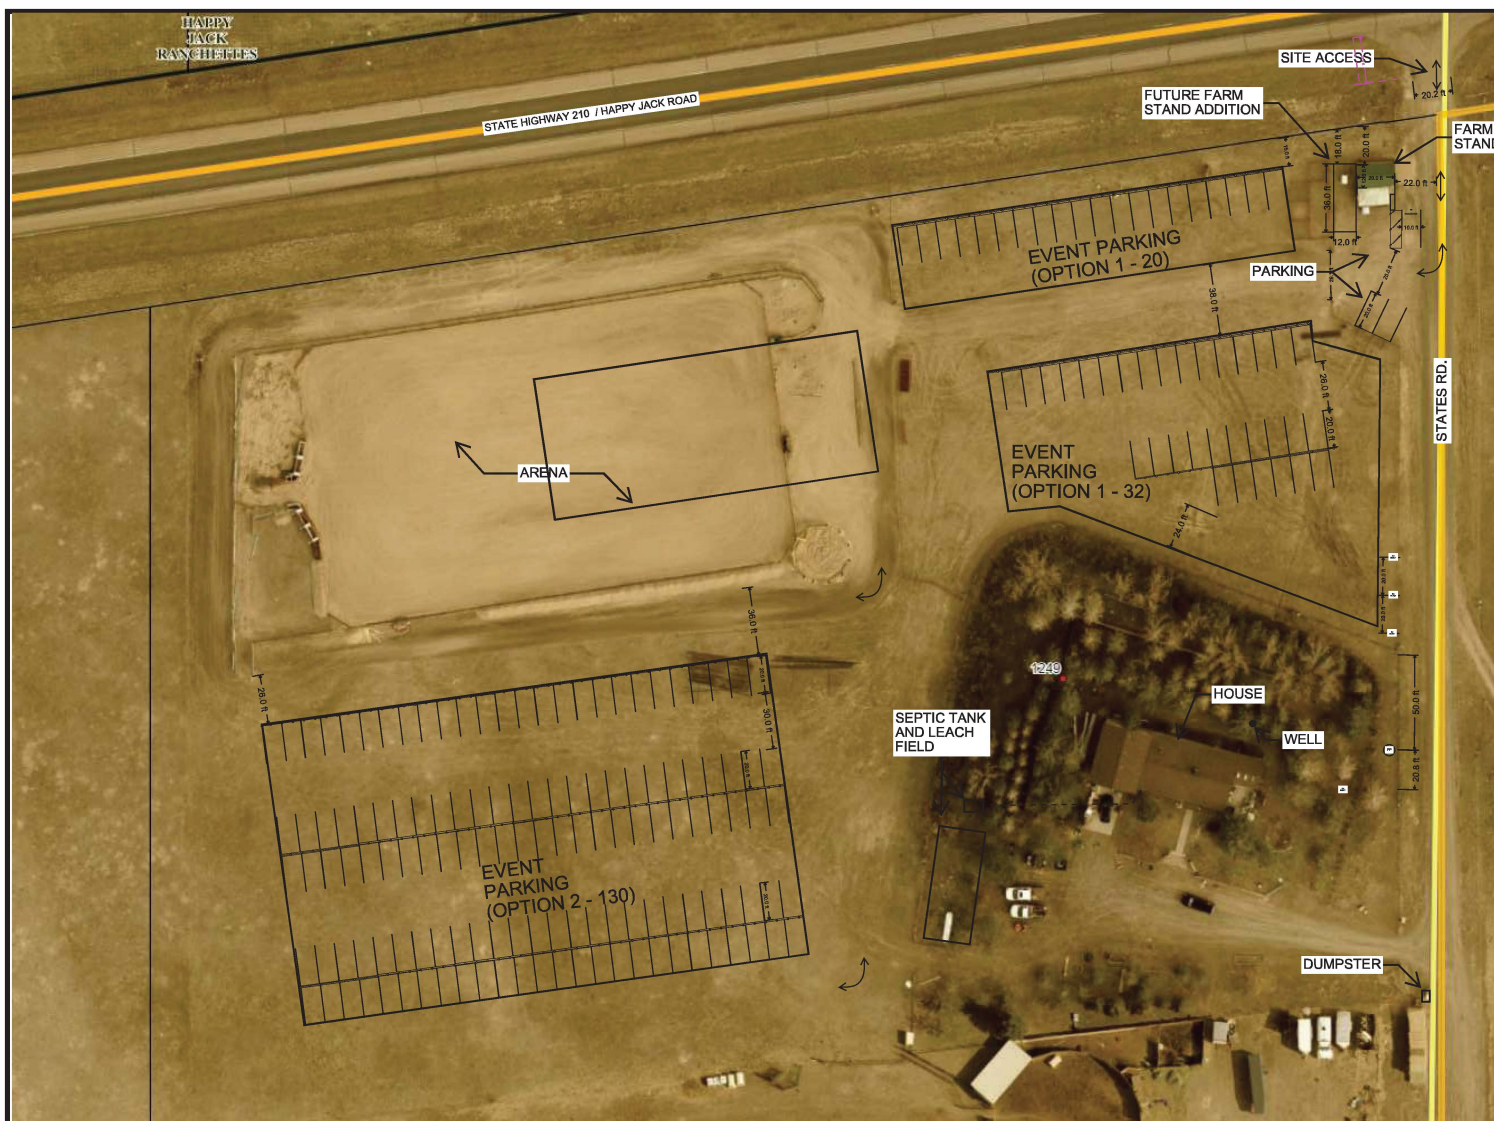 HAPPY
JACK
RANCHETTES
STATE HIGHWAY 210 / HAPPY JACK ROAD
SITE ACCESS
20.2 ft
FUTURE FARM
STAND ADDITION
FARM
STAND
18.0 ft
20.0 ft
36.0 ft
22.0 ft
12.0 ft
EVENT PARKING
(OPTION 1 - 20)
PARKING
38.0 ft
STATES RD.
26.0 ft
20.0 ft
EVENT
PARKING
(OPTION 1 - 32)
24.0 ft
ARENA
36.0 ft
26.0 ft
30.0 ft
1249
HOUSE
WELL
50.0 ft
20.8 ft
SEPTIC TANK
AND LEACH
FIELD
EVENT
PARKING
(OPTION 2 - 130)
DUMPSTER